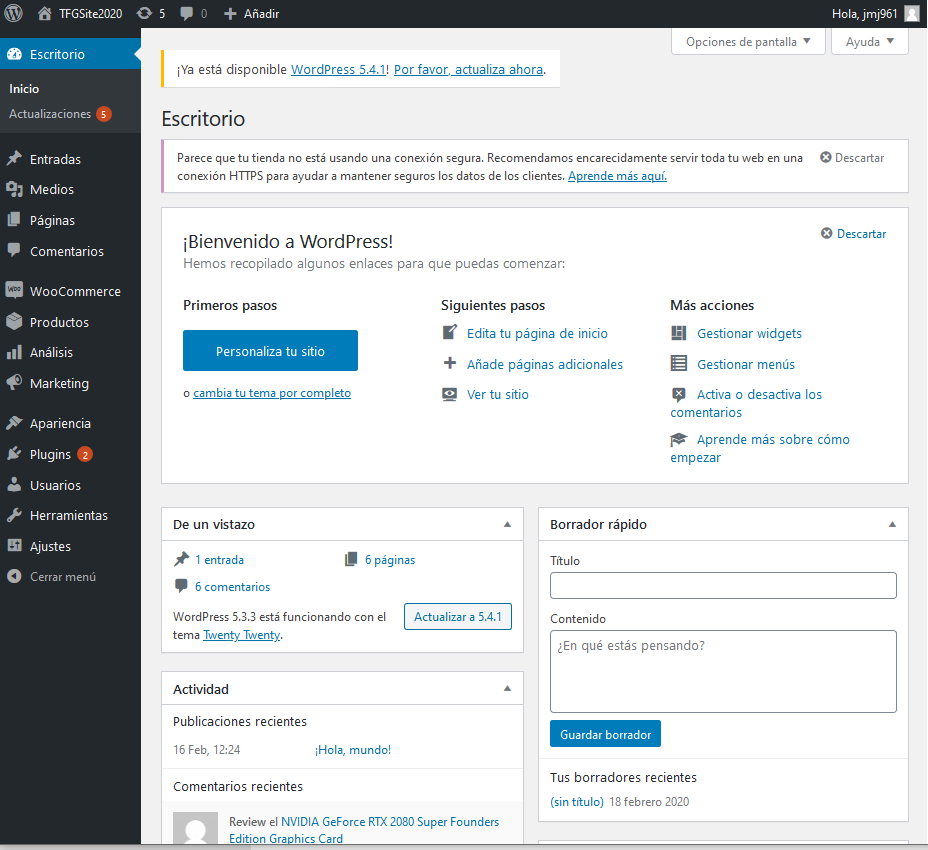 TFGSite2020 5 0 Añadir Hola, jmj961
Escritorio
Inicio
Actualizaciones 5
Entradas
Medios
Páginas
Comentarios
WooCommerce
Productos
Análisis
Marketing
Apariencia
Plugins 2
Usuarios
Herramientas
Ajustes
Cerrar menú
Opciones de pantalla Ayuda
¡Ya está disponible WordPress 5.4.1! Por favor, actualiza ahora.
Escritorio
Parece que tu tienda no está usando una conexión segura. Recomendamos encarecidamente servir toda tu web en una
conexión HTTPS para ayudar a mantener seguros los datos de los clientes. Aprende más aquí.
Descartar
¡Bienvenido a WordPress!
Descartar
Hemos recopilado algunos enlaces para que puedas comenzar:
Primeros pasos
Personaliza tu sitio
o cambia tu tema por completo
Siguientes pasos
Edita tu página de inicio
Añade páginas adicionales
Ver tu sitio
Más acciones
Gestionar widgets
Gestionar menús
Activa o desactiva los
comentarios
Aprende más sobre cómo
empezar
De un vistazo
1 entrada 6 páginas
6 comentarios
WordPress 5.3.3 está funcionando con el
tema Twenty Twenty.
Actualizar a 5.4.1
Actividad
Publicaciones recientes
16 Feb, 12:24 ¡Hola, mundo!
Comentarios recientes
Review el NVIDIA GeForce RTX 2080 Super Founders
Edition Graphics Card
Borrador rápido
Título
Contenido
¿En qué estás pensando?
Guardar borrador
Tus borradores recientes
(sin título) 18 febrero 2020